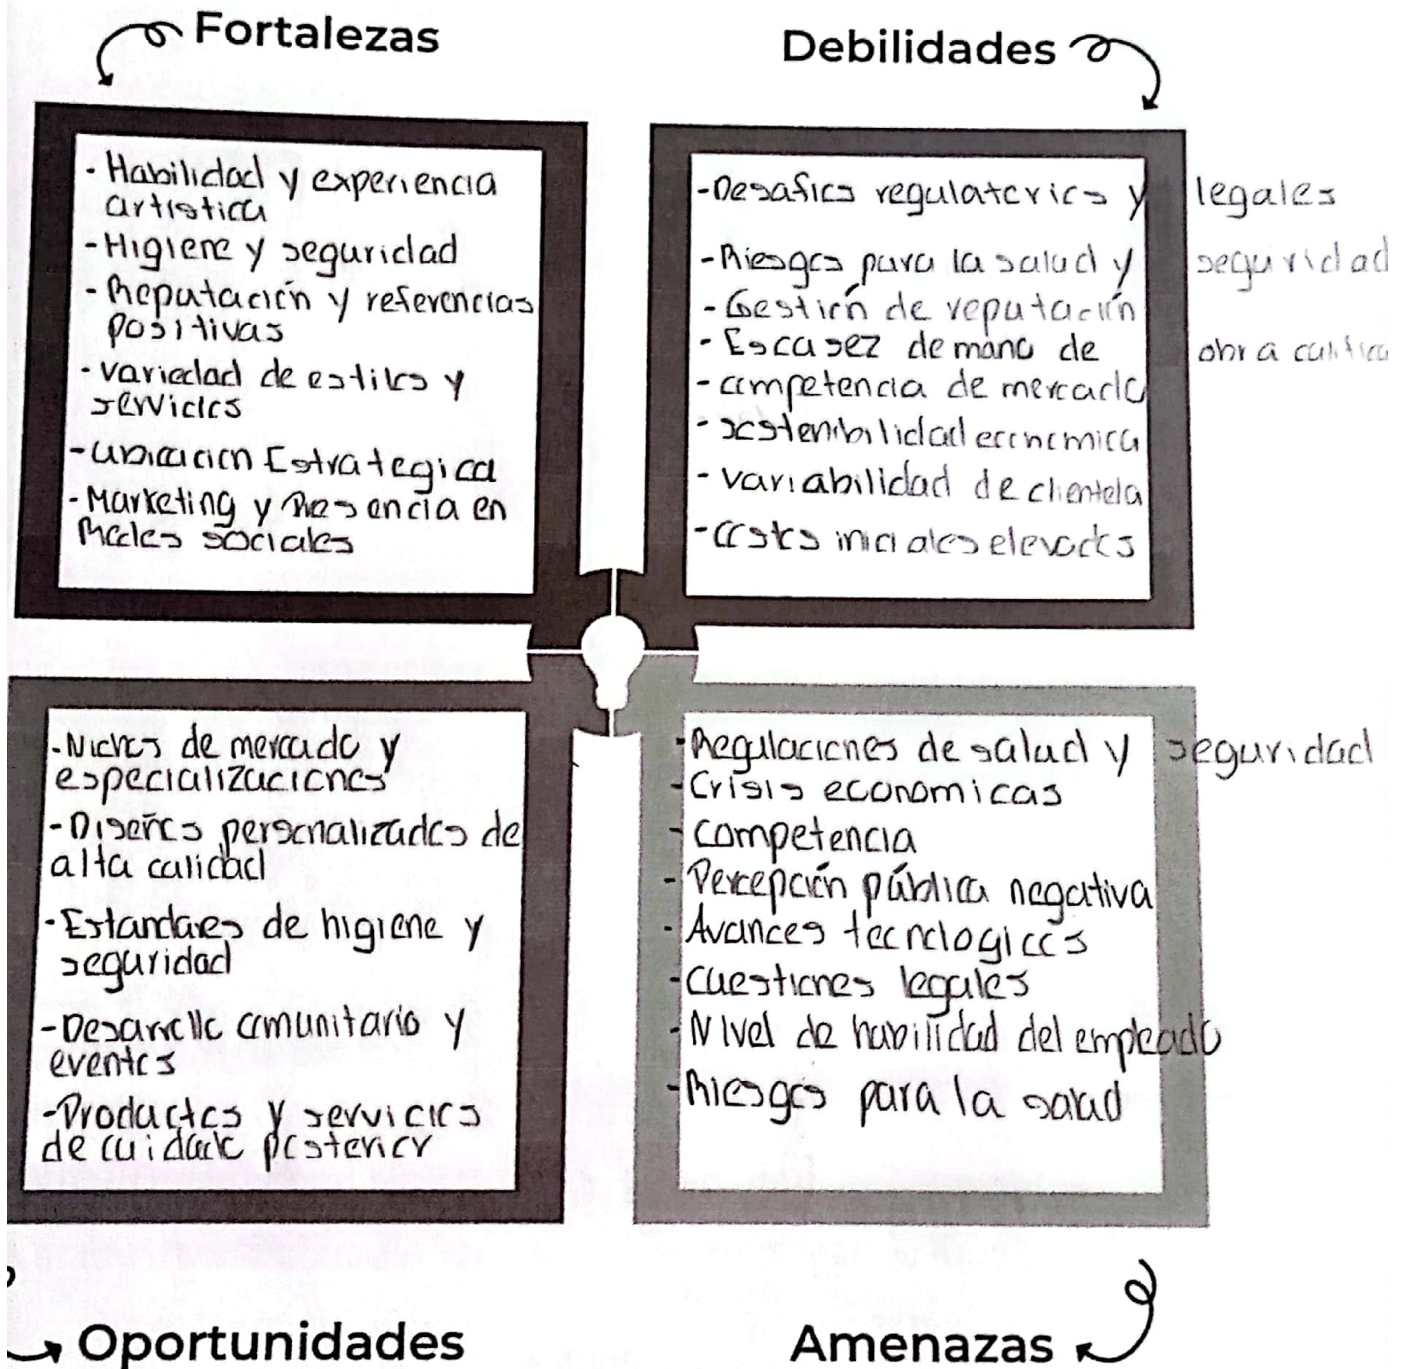 Fortalezas
- Habilidad y experiencia
artistica
- Higiene y seguridad
- Reputación y referencias
positivas
- variedad de estilos y
servicios
- ubicacion Estrategica
- Marketing y Presencia en
Redes sociales
Debilidades
- Desafios regulatorios y legales
- Riesgos para la salud y seguridad
- Gestión de reputación
- Escasez de mano de obra califica
- competencia de mercado
- sostenibilidad economica
- variabilidad de clientela
- costos iniciales elevados
- Nichos de mercado y
especializaciones
- Diseños personalizados de
alta calidad
- Estandares de higiene y
seguridad
- Desarrollo comunitario y
eventos
- Productos y servicios
de cuidado posterior
Oportunidades
- Regulaciones de salud y seguridad
- Crisis economicas
- competencia
- Percepción pública negativa
- Avances tecnologicos
- cuestiones legales
- Nivel de habilidad del empleado
- Riesgos para la salud
Amenazas